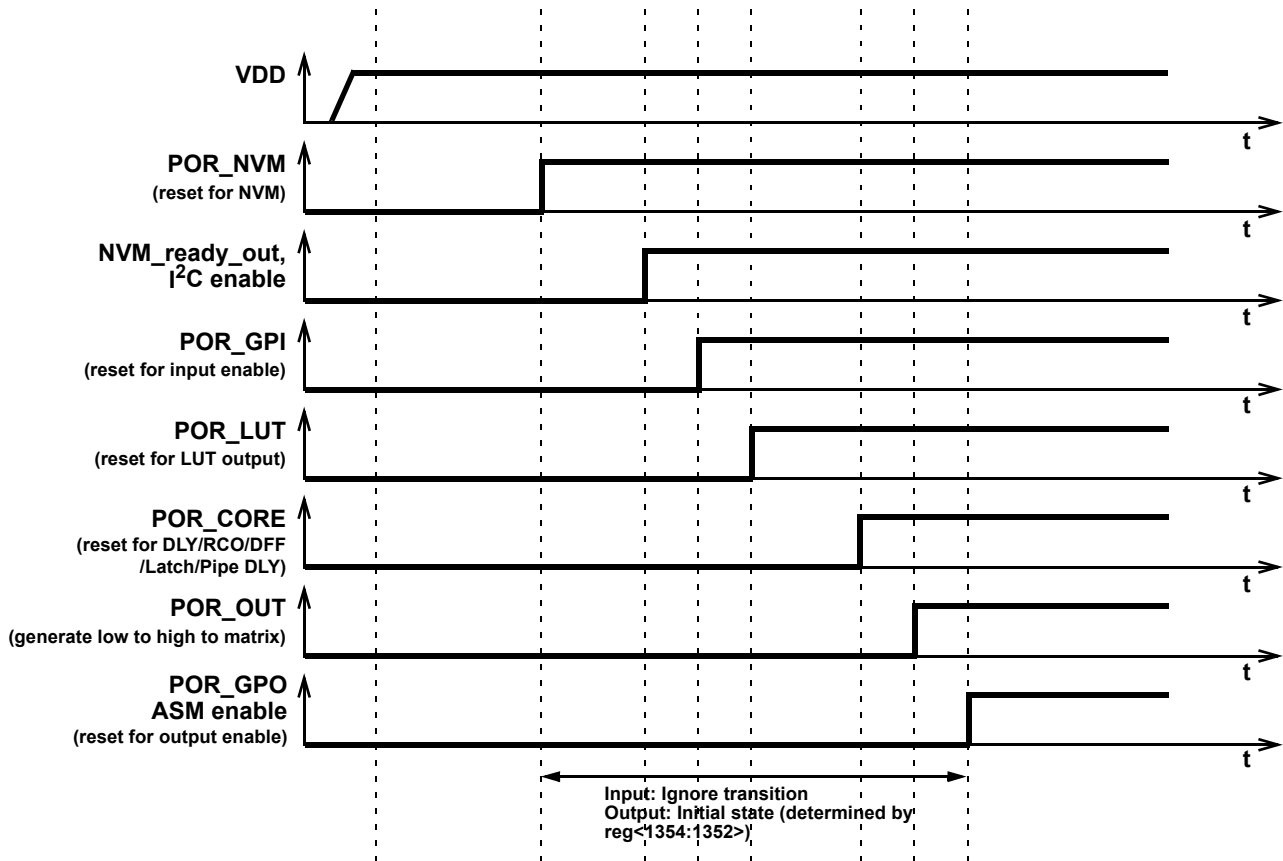 VDD
t
POR_NVM
(reset for NVM)
t
NVM_ready_out,
I2C enable
t
POR_GPI
(reset for input enable)
t
POR_LUT
(reset for LUT output)
t
POR_CORE
(reset for DLY/RCO/DFF
/Latch/Pipe DLY)
t
POR_OUT
(generate low to high to matrix)
t
POR_GPO
ASM enable
(reset for output enable)
t
Input: Ignore transition
Output: Initial state (determined by
reg<1354:1352>)